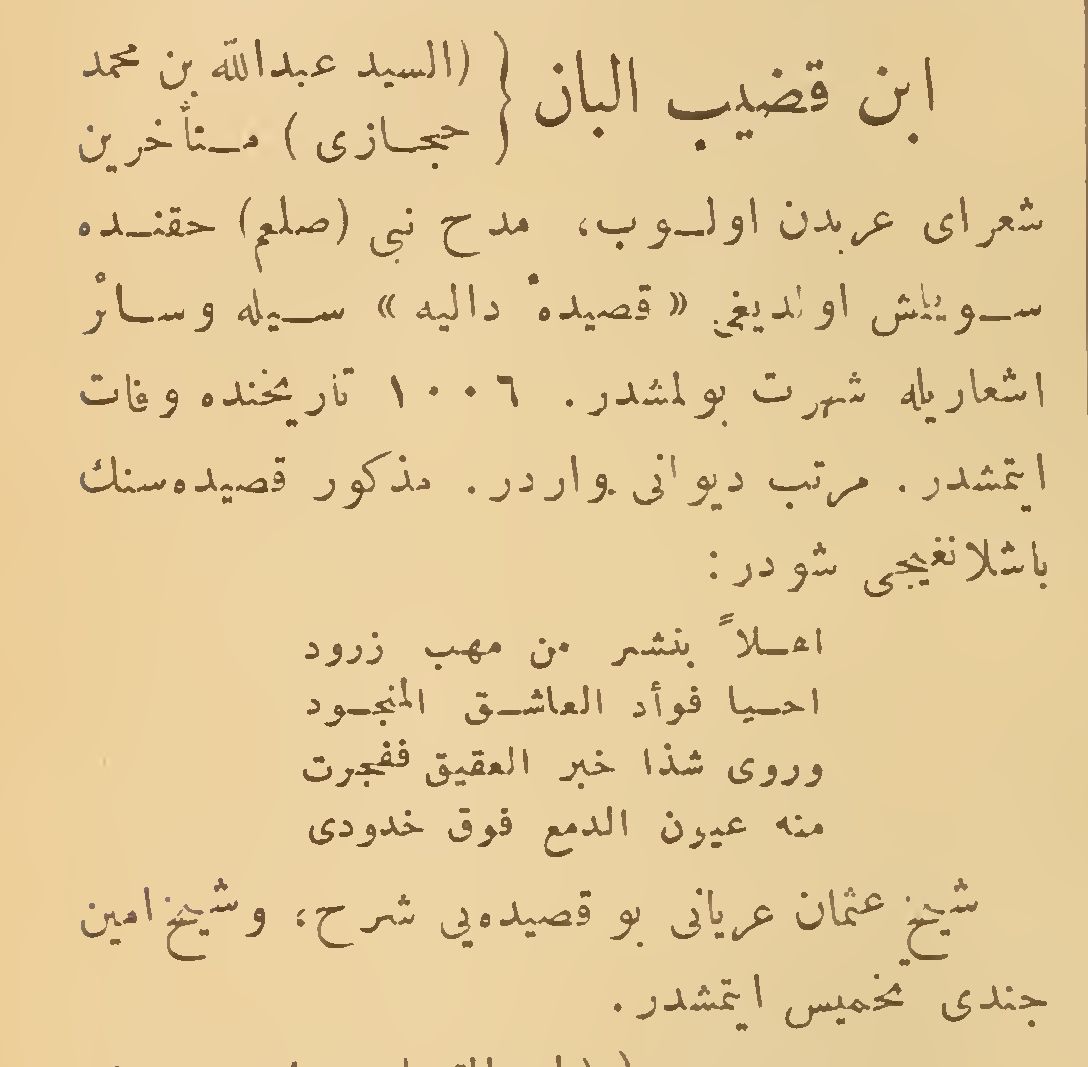 ابن قضيب البان { (السيد عبدالله بن محمد
حجازى) متأخرين
شعراى عربدن اولوب، مدح نبى (صلعم) حقنده
سويلمش اولديغى «قصيدهٔ داليه» سيله وسائر
اشعاريله شهرت بولمشدر. ١٠٠٦ تاريخنده وفات
ايتمشدر. مرتب ديوانى واردر. مذكور قصيده‌سنك
باشلانغيجى شودر:
اهلاً بنشر من مهب زرود
احيا فوأد العاشق المنجود
وروى شذا خبر العقيق ففجرت
منه عيون الدمع فوق خدودى
شيخ عثمان عريانى بو قصيده‌يى شرح، وشيخ امين
جندى تخميس ايتمشدر.